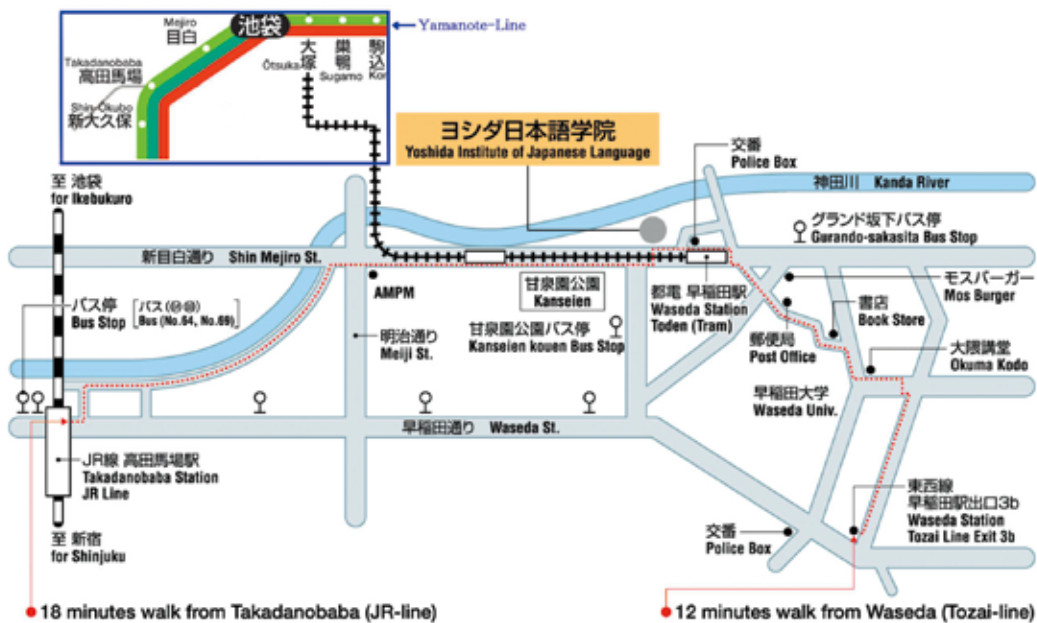 Yamanote-Line
Mejiro
目白
池袋
Takadanobaba
高田馬場
Shin-Okubo
新大久保
大塚
Ōtsuka
巣鴨
Sugamo
駒込
Kor
ヨシダ日本語学院
Yoshida Institute of Japanese Language
交番
Police Box
神田川 Kanda River
至 池袋
for Ikebukuro
グランド坂下バス停
Gurando-sakasita Bus Stop
新目白通り Shin Mejiro St.
AMPM
甘泉園公園
Kanseien
都電 早稲田駅
Waseda Station
Toden (Tram)
モスバーガー
Mos Burger
書店
Book Store
郵便局
Post Office
大隈講堂
Okuma Kodo
バス停
Bus Stop
Bus (No.64, No.69)
明治通り
Meiji St.
甘泉園公園バス停
Kanseien kouen Bus Stop
早稲田大学
Waseda Univ.
早稲田通り Waseda St.
JR線 高田馬場駅
Takadanobaba Station
JR Line
至 新宿
for Shinjuku
交番
Police Box
東西線
早稲田駅出口3b
Waseda Station
Tozai Line Exit 3b
18 minutes walk from Takadanobaba (JR-line)
12 minutes walk from Waseda (Tozai-line)